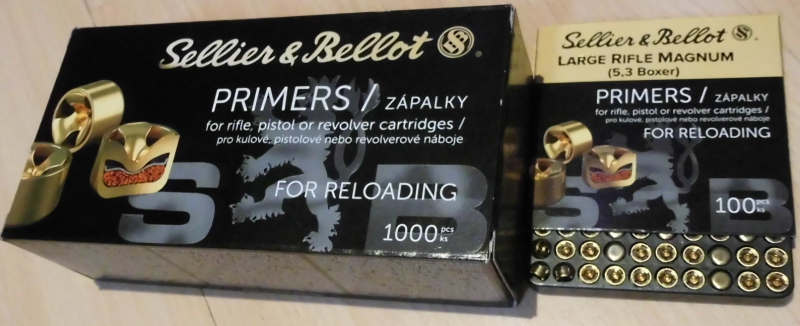 Sellier & Bellot SB
PRIMERS / ZÁPALKY
for rifle, pistol or revolver cartridges /
pro kulové, pistolové nebo revolverové náboje
FOR RELOADING
S B
1000 pcs
ks
Sellier & Bellot SB
LARGE RIFLE MAGNUM
(5,3 Boxer)
PRIMERS / ZÁPALKY
for rifle, pistol or revolver cartridges /
pro kulové, pistolové nebo revolverové náboje
FOR RELOADING
S B
100 pcs
ks